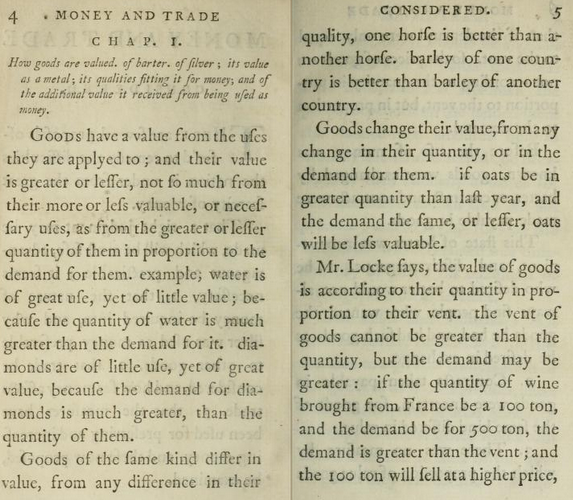 4 . MONEY AND TRADE
CHAP. I.
How goods are valued. of barter. of ſilver ; its value
as a metal ; its qualities fitting it for money; and of
the additional value it received from being uſed as
money.
GOODS have a value from the uſes
they are applyed to ; and their value
is greater or leſſer, not ſo much from
their more or leſs valuable, or neceſ-
ſary uſes, as from the greater or leſſer
quantity of them in proportion to the
demand for them. example; water is
of great uſe, yet of little value ; be-
cauſe the quantity of water is much
greater than the demand for it. dia-
monds are of little uſe, yet of great
value, becauſe the demand for dia-
monds is much greater, than the
quantity of them.
Goods of the ſame kind differ in
value, from any difference in their
CONSIDERED. 5
quality, one horſe is better than a-
nother horſe. barley of one coun-
try is better than barley of another
country.
Goods change their value, from any
change in their quantity, or in the
demand for them. if oats be in
greater quantity than laſt year, and
the demand the ſame, or leſſer, oats
will be leſs valuable.
Mr. Locke ſays, the value of goods
is according to their quantity in pro-
portion to their vent. the vent of
goods cannot be greater than the
quantity, but the demand may be
greater : if the quantity of wine
brought from France be a 100 ton,
and the demand be for 500 ton, the
demand is greater than the vent ; and
the 100 ton will ſell at a higher price,